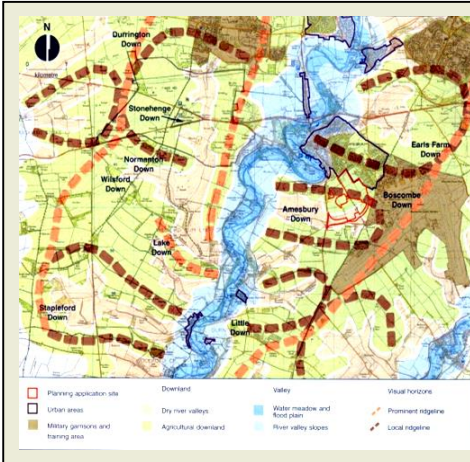 N
kilometre
Durrington
Down
Stonehenge
Down
Normanton
Down
Wilsford
Down
Earls Farm
Down
Boscombe
Down
Amesbury
Down
Lake
Down
Stapleford
Down
Little
Down
Planning application site
Urban areas
Military garrisons and
training area
Downland
Dry river valleys
Agricultural downland
Valley
Water meadow and
flood plain
River valley slopes
Visual horizons
Prominent ridgeline
Local ridgeline